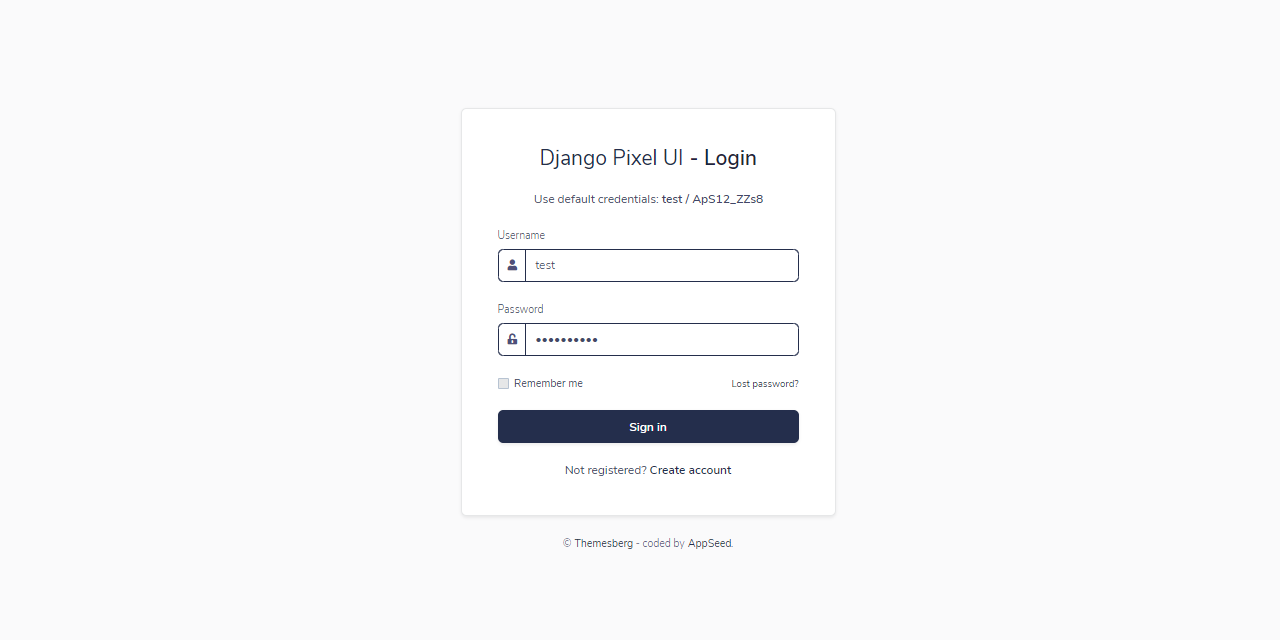 Django Pixel UI - Login
Use default credentials: test / ApS12_ZZs8
Username
test
Password
••••••••••
Remember me
Lost password?
Sign in
Not registered? Create account
© Themesberg - coded by AppSeed.